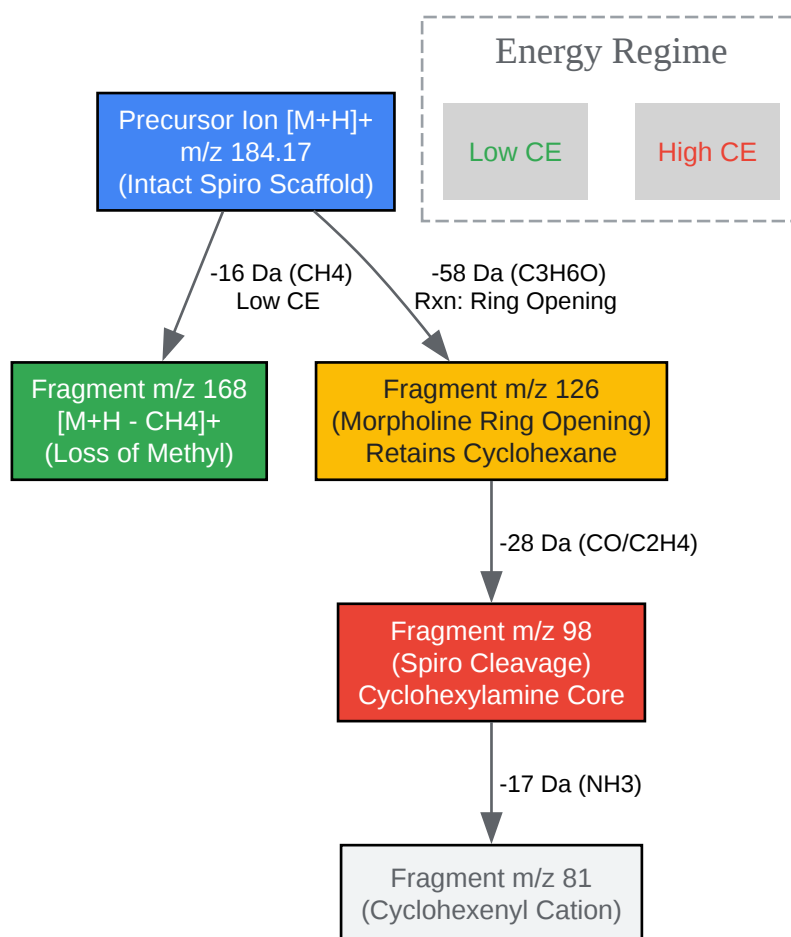 Energy Regime
Low CE
High CE
Precursor Ion [M+H]+
m/z 184.17
(Intact Spiro Scaffold)
-16 Da (CH4)
Low CE
-58 Da (C3H6O)
Rxn: Ring Opening
Fragment m/z 168
[M+H - CH4]+
(Loss of Methyl)
Fragment m/z 126
(Morpholine Ring Opening)
Retains Cyclohexane
-28 Da (CO/C2H4)
Fragment m/z 98
(Spiro Cleavage)
Cyclohexylamine Core
-17 Da (NH3)
Fragment m/z 81
(Cyclohexenyl Cation)